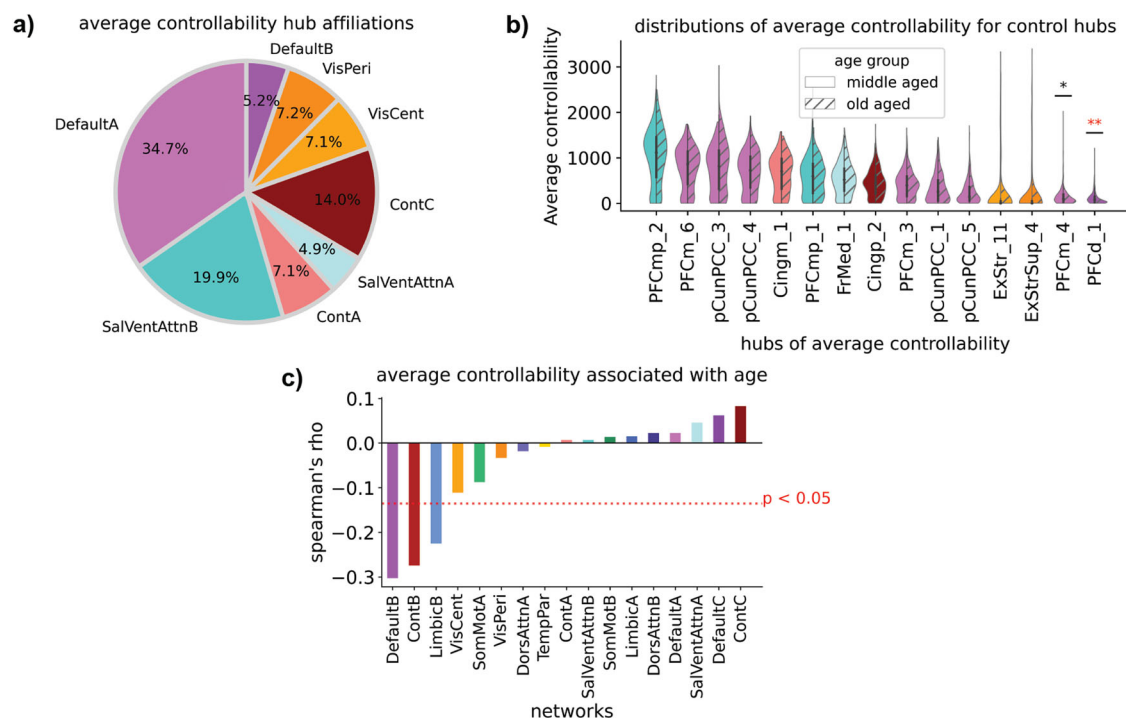 a)
average controllability hub affiliations
DefaultB
VisPeri
VisCent
ContC
SalVentAttnA
ContA
SalVentAttnB
DefaultA
5.2%
7.2%
7.1%
14.0%
4.9%
7.1%
19.9%
34.7%
b)
distributions of average controllability for control hubs
age group
middle aged
old aged
Average controllability
3000
2000
1000
0
*
**
PFCmp_2
PFCm_6
pCunPCC_3
pCunPCC_4
Cingm_1
PFCmp_1
FrMed_1
Cingp_2
PFCm_3
pCunPCC_1
pCunPCC_5
ExStr_11
ExStrSup_4
PFCm_4
PFCd_1
hubs of average controllability
c)
average controllability associated with age
spearman's rho
0.1
0.0
−0.1
−0.2
−0.3
p < 0.05
DefaultB
ContB
LimbicB
VisCent
SomMotA
VisPeri
DorsAttnA
TempPar
ContA
SalVentAttnB
SomMotB
LimbicA
DorsAttnB
DefaultA
SalVentAttnA
DefaultC
ContC
networks